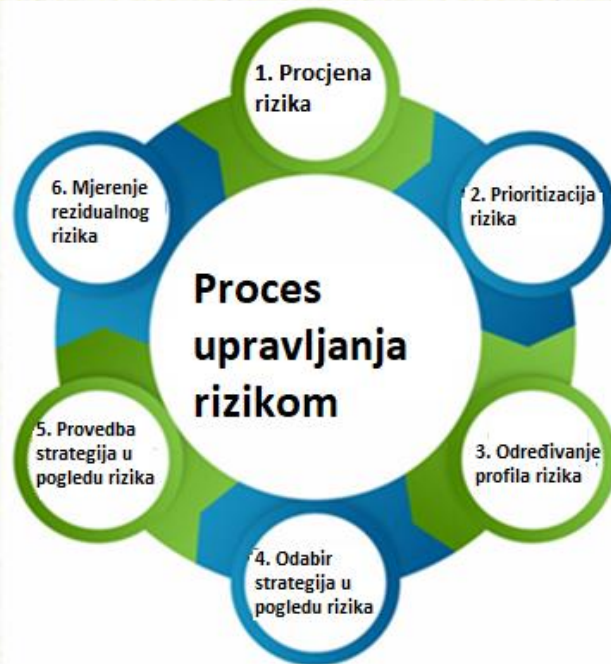 1. Procjena
rizika
2. Prioritizacija
rizika
3. Određivanje
profila rizika
4. Odabir
strategija u
pogledu rizika
5. Provedba
strategija u
pogledu rizika
6. Mjerenje
rezidualnog
rizika
Proces
upravljanja
rizikom